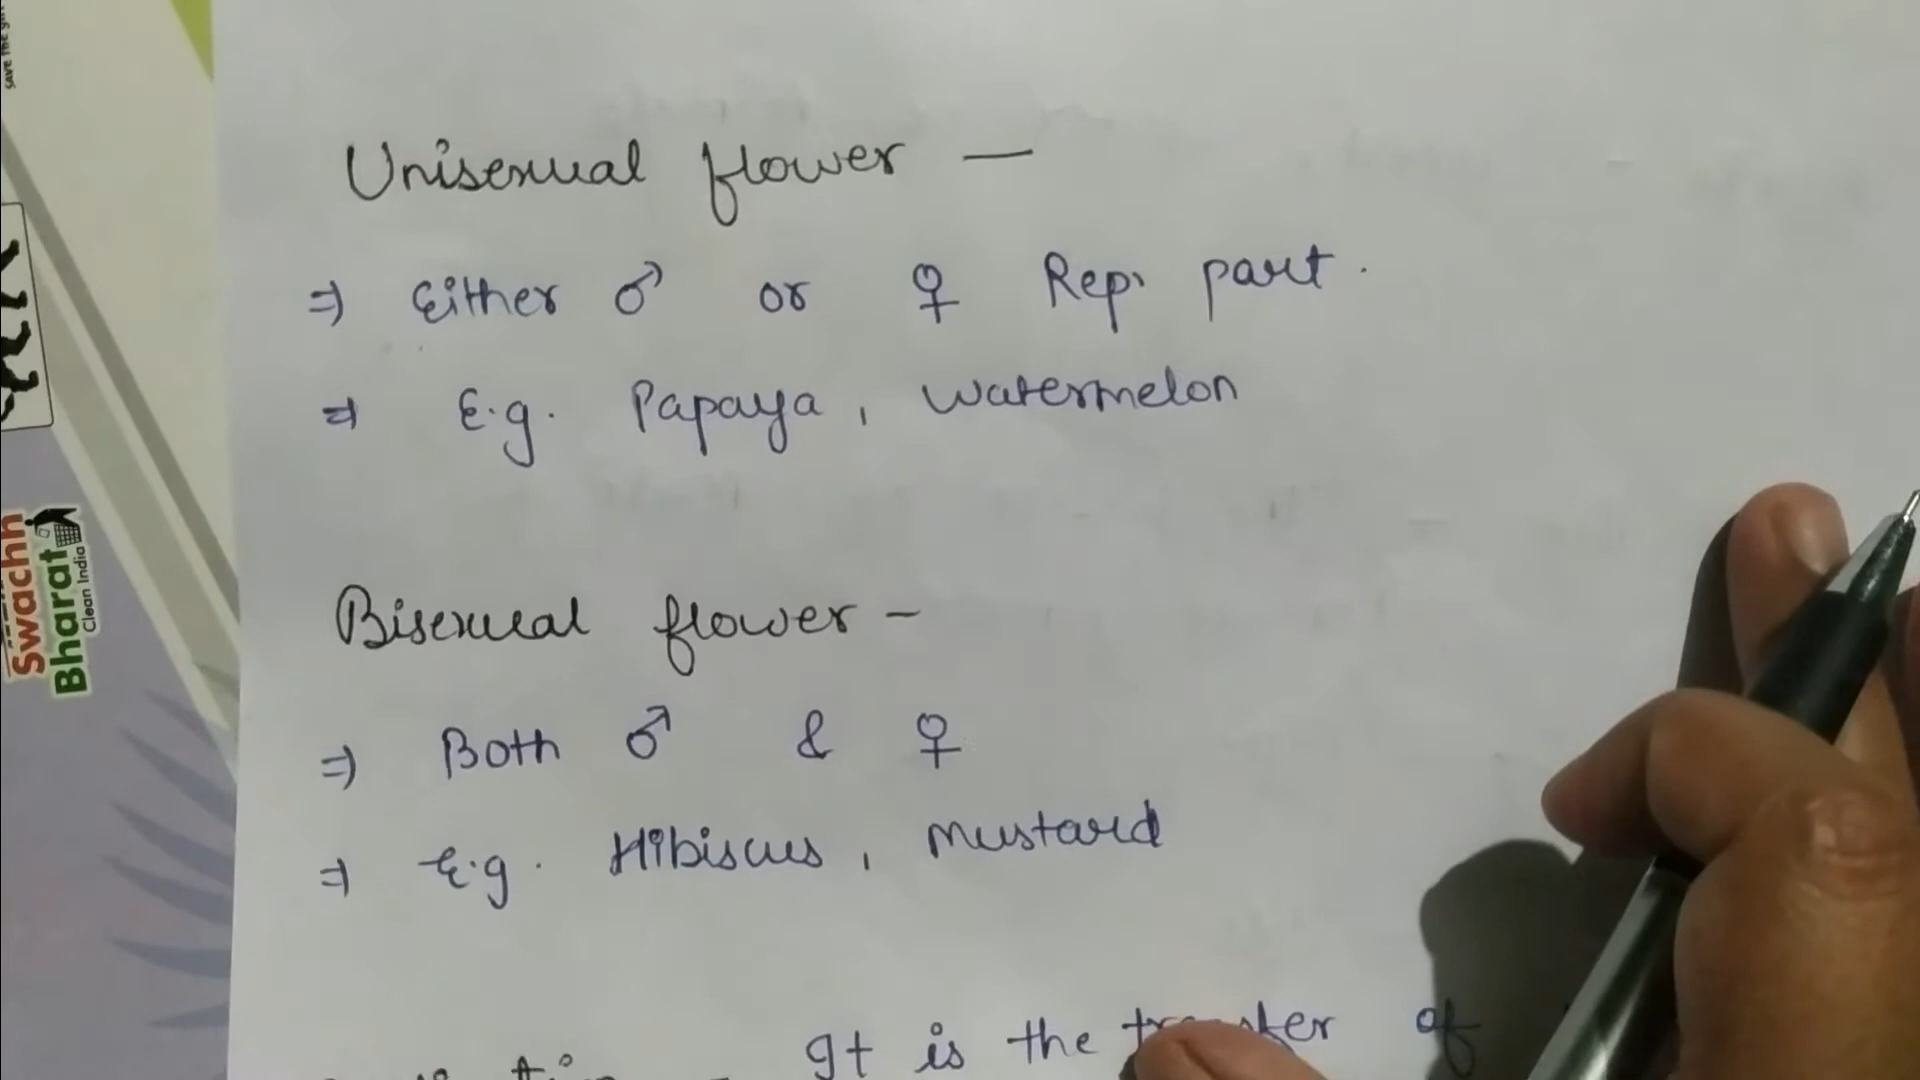 Unisexual flower —
⇒ Either ♂ or ♀ Rep. part.
⇒ E.g. Papaya, Watermelon
Bisexual flower -
⇒ Both ♂ & ♀
⇒ E.g. Hibiscus, Mustard
It is the transfer of
Swachh
Bharat
Clean India